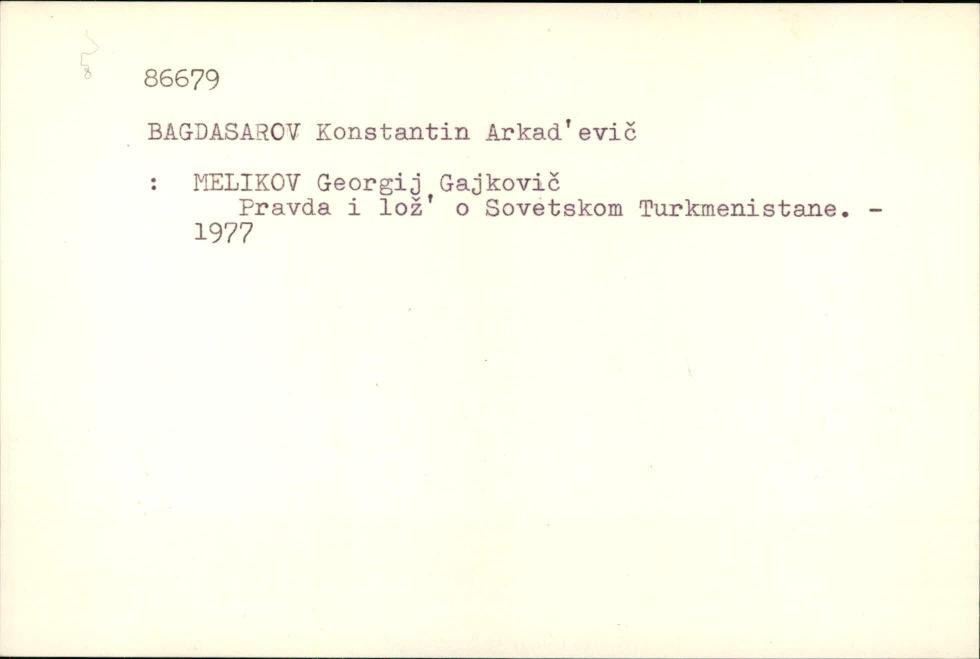 86679
BAGDASAROV Konstantin Arkad'evič
: MELIKOV Georgij Gajkovič
Pravda i lož' o Sovetskom Turkmenistane. -
1977